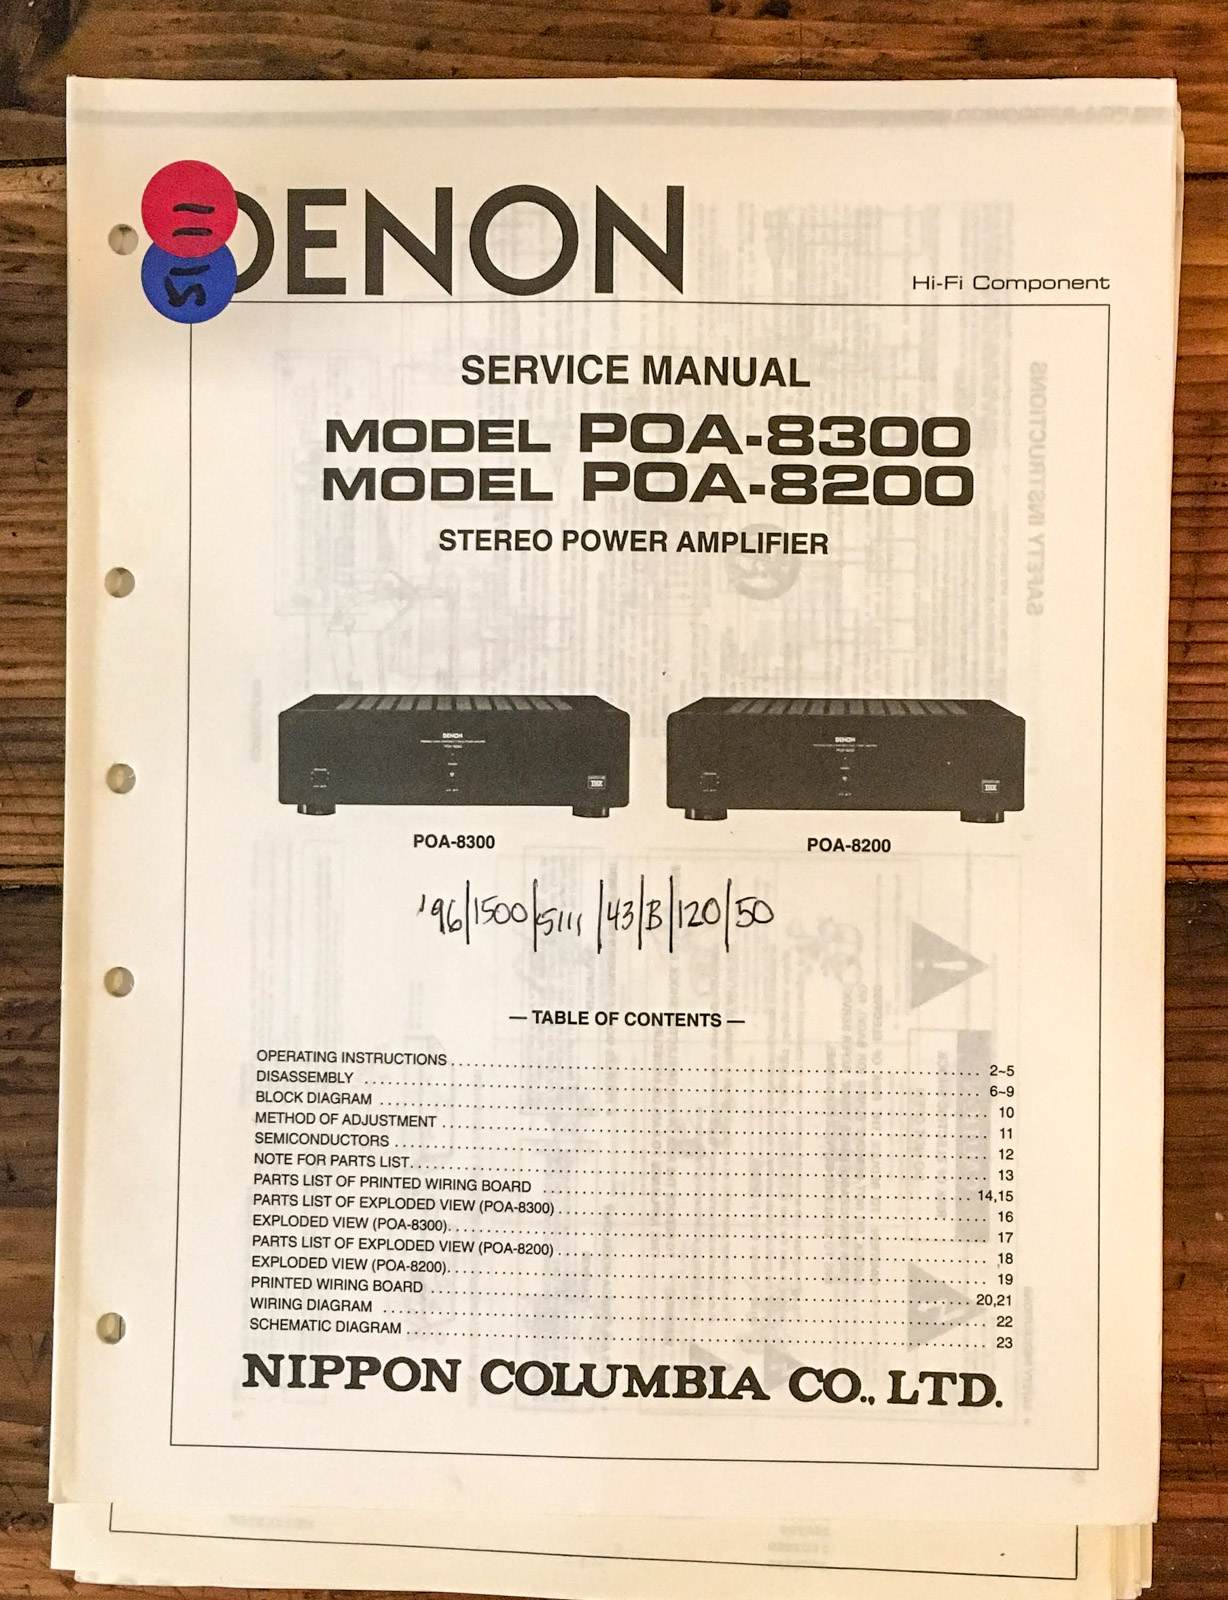 DENON
Hi-Fi Component
SERVICE MANUAL
MODEL POA-8300
MODEL POA-8200
STEREO POWER AMPLIFIER
DENON
DENON
POA-8300
POA-8200
'96/1500/5111/43/B/120/50
— TABLE OF CONTENTS —
OPERATING INSTRUCTIONS 2~5
DISASSEMBLY 6~9
BLOCK DIAGRAM 10
METHOD OF ADJUSTMENT 11
SEMICONDUCTORS 12
NOTE FOR PARTS LIST 13
PARTS LIST OF PRINTED WIRING BOARD 14,15
PARTS LIST OF EXPLODED VIEW (POA-8300) 16
EXPLODED VIEW (POA-8300) 17
PARTS LIST OF EXPLODED VIEW (POA-8200) 18
EXPLODED VIEW (POA-8200) 19
PRINTED WIRING BOARD 20,21
WIRING DIAGRAM 22
SCHEMATIC DIAGRAM 23
NIPPON COLUMBIA CO., LTD.
SAFETY INSTRUCTIONS